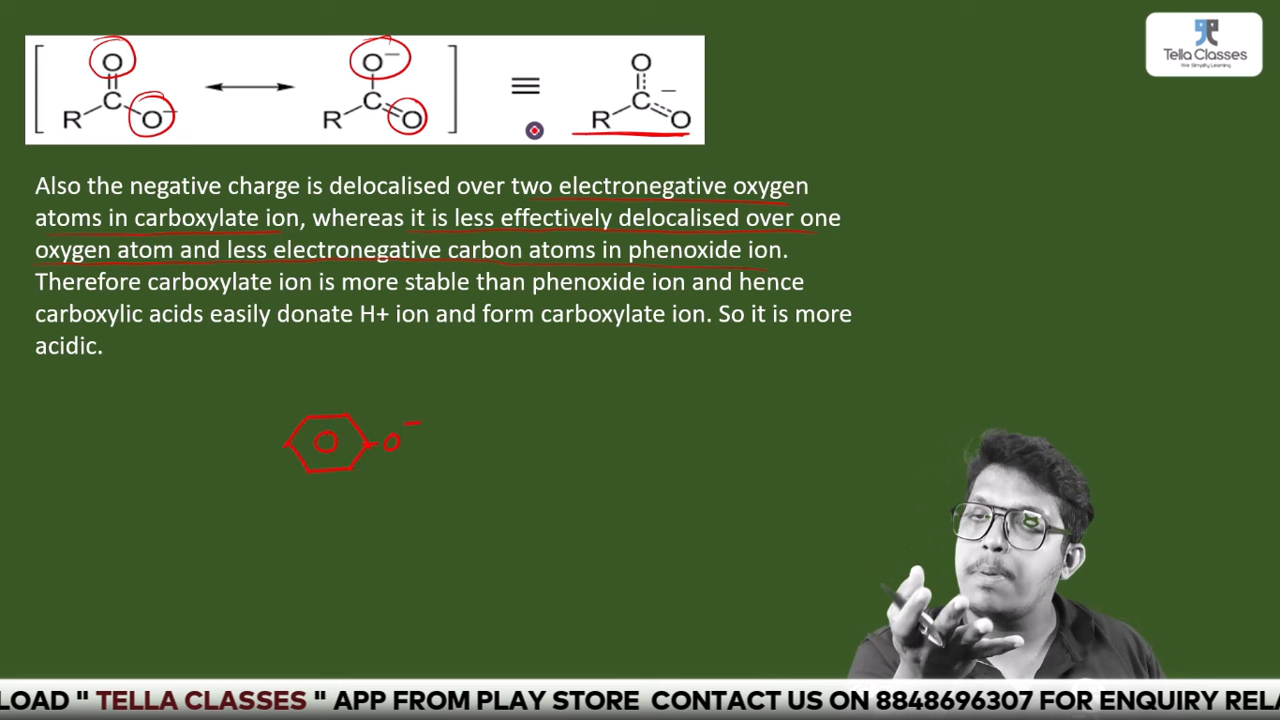 O O − O
R C O − R C O ≡ R C − O
Tella Classes
We Simplify Learning
Also the negative charge is delocalised over two electronegative oxygen
atoms in carboxylate ion, whereas it is less effectively delocalised over one
oxygen atom and less electronegative carbon atoms in phenoxide ion.
Therefore carboxylate ion is more stable than phenoxide ion and hence
carboxylic acids easily donate H+ ion and form carboxylate ion. So it is more
acidic.
O −
LOAD " TELLA CLASSES " APP FROM PLAY STORE CONTACT US ON 8848696307 FOR ENQUIRY RELA